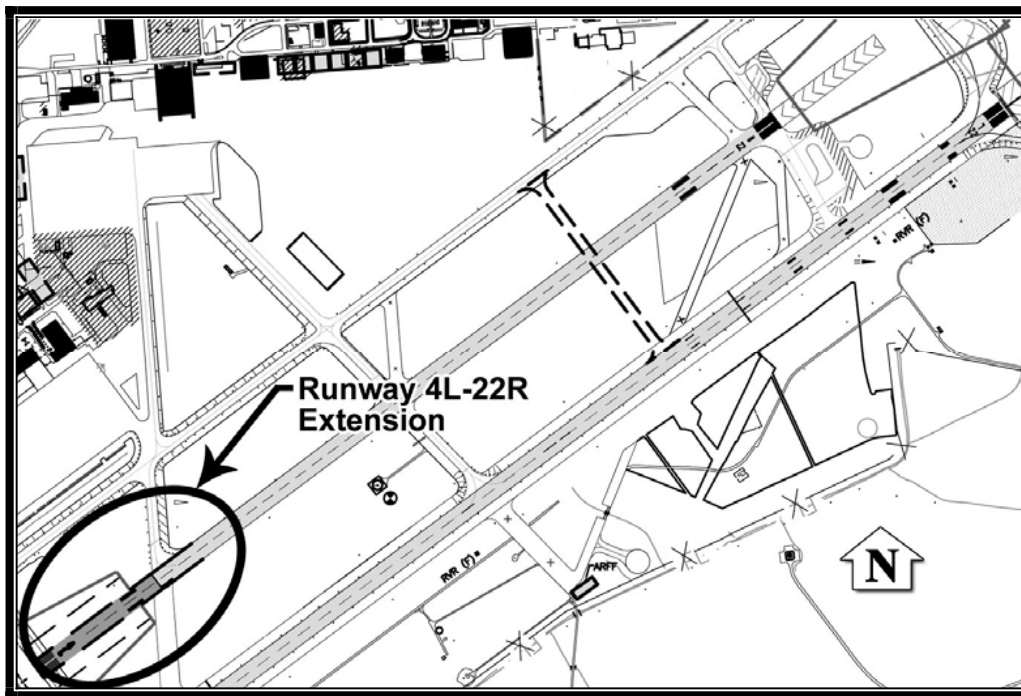 Runway 4L-22R
Extension
RVR (F)
RVR (F)
ARFF
N